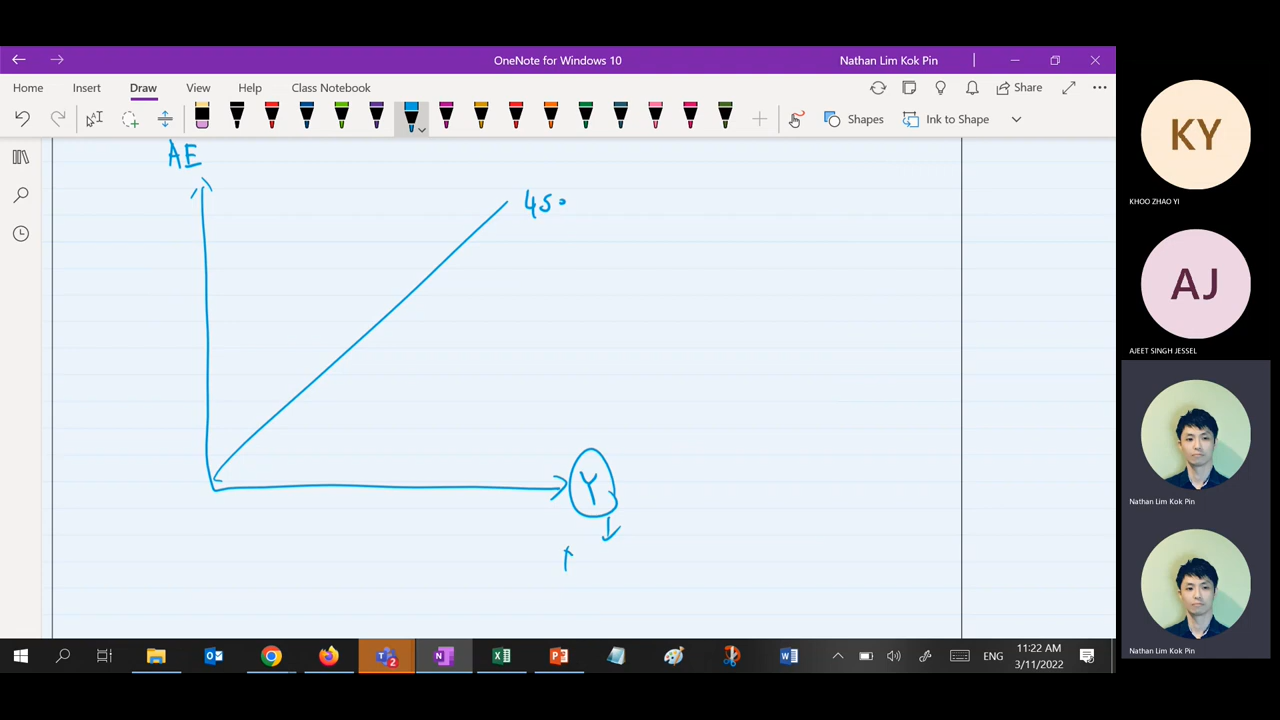 OneNote for Windows 10
Nathan Lim Kok Pin
Home Insert Draw View Help Class Notebook
Share
Shapes
Ink to Shape
AE
45°
Y
KY
KHOO ZHAO YI
AJ
AJEET SINGH JESSEL
Nathan Lim Kok Pin
Nathan Lim Kok Pin
2
ENG
11:22 AM
3/11/2022